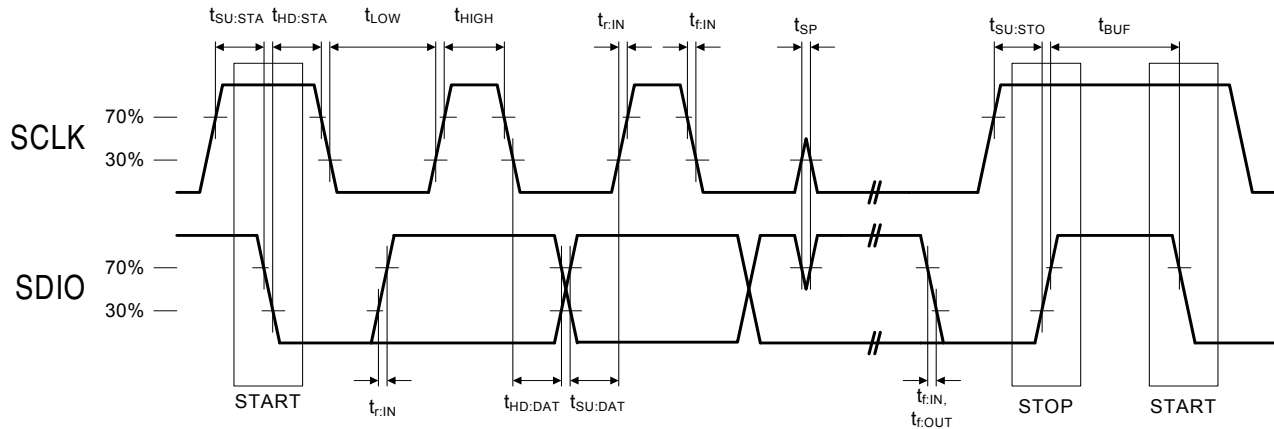 tSU:STA tHD:STA tLOW tHIGH tr:IN tf:IN tSP tSU:STO tBUF
SCLK 70%
30%
SDIO 70%
30%
START tr:IN tHD:DAT tSU:DAT tf:IN,
tf:OUT STOP START